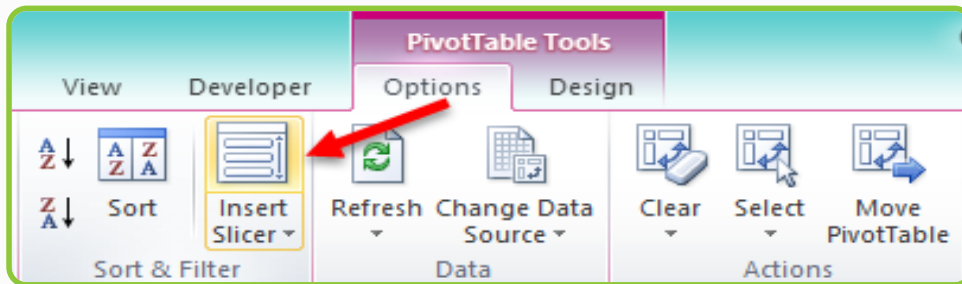 PivotTable Tools
View Developer Options Design
A
Z
A Z
Z A
Z
A
Sort
Insert
Slicer
Refresh
Change Data
Source
Clear
Select
Move
PivotTable
Sort & Filter
Data
Actions